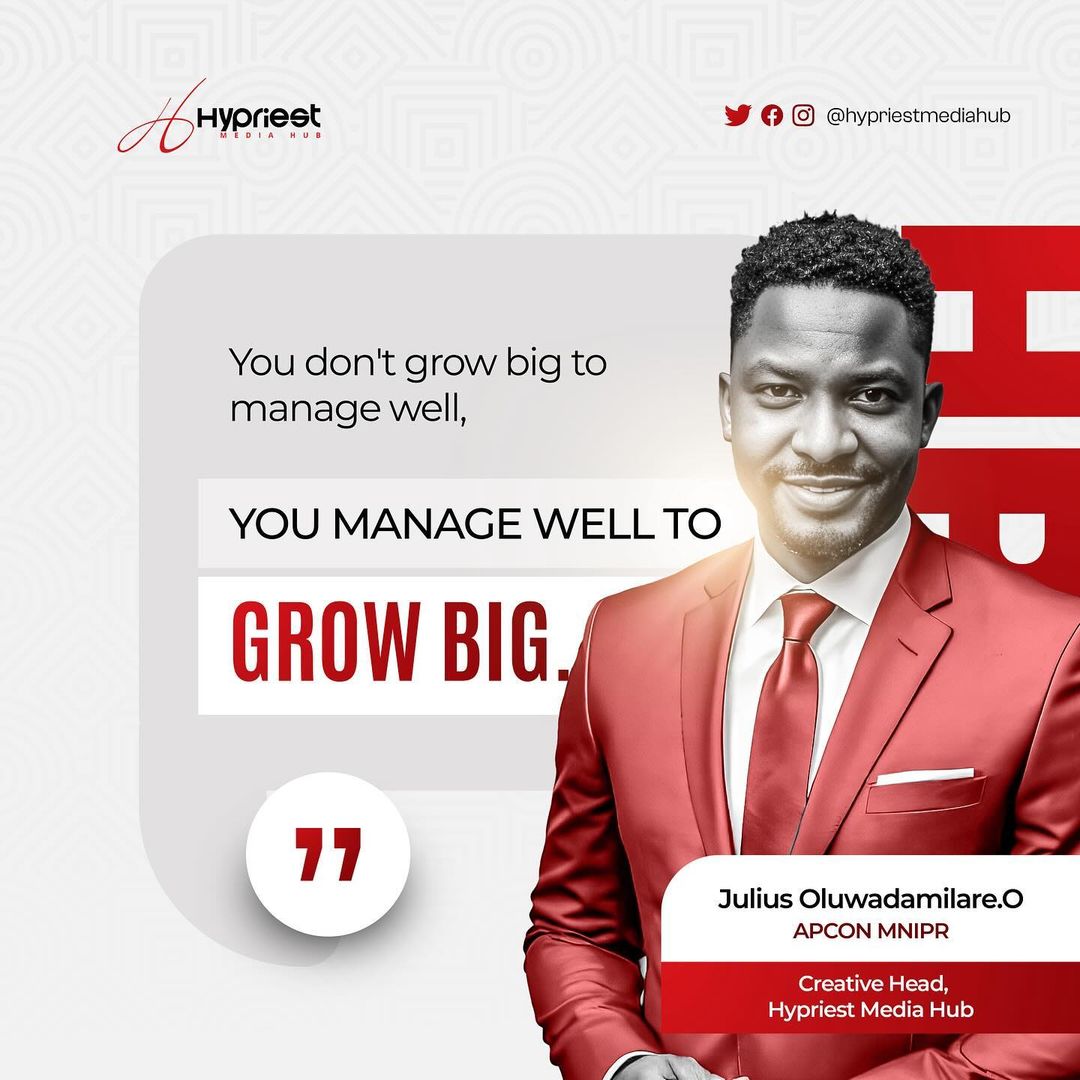 Hypriest
MEDIA HUB
@hypriestmediahub
You don't grow big to
manage well,
YOU MANAGE WELL TO
GROW BIG.
"
Julius Oluwadamilare.O
APCON MNIPR
Creative Head,
Hypriest Media Hub